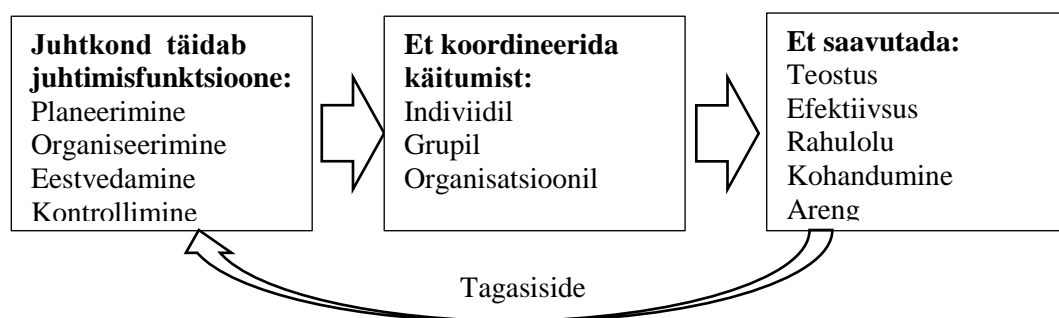 Juhtkond täidab
juhtimisfunktsioone:
Planeerimine
Organiseerimine
Eestvedamine
Kontrollimine
Et koordineerida
käitumist:
Indiviidil
Grupil
Organisatsioonil
Et saavutada:
Teostus
Efektiivsus
Rahulolu
Kohandumine
Areng
Tagasiside